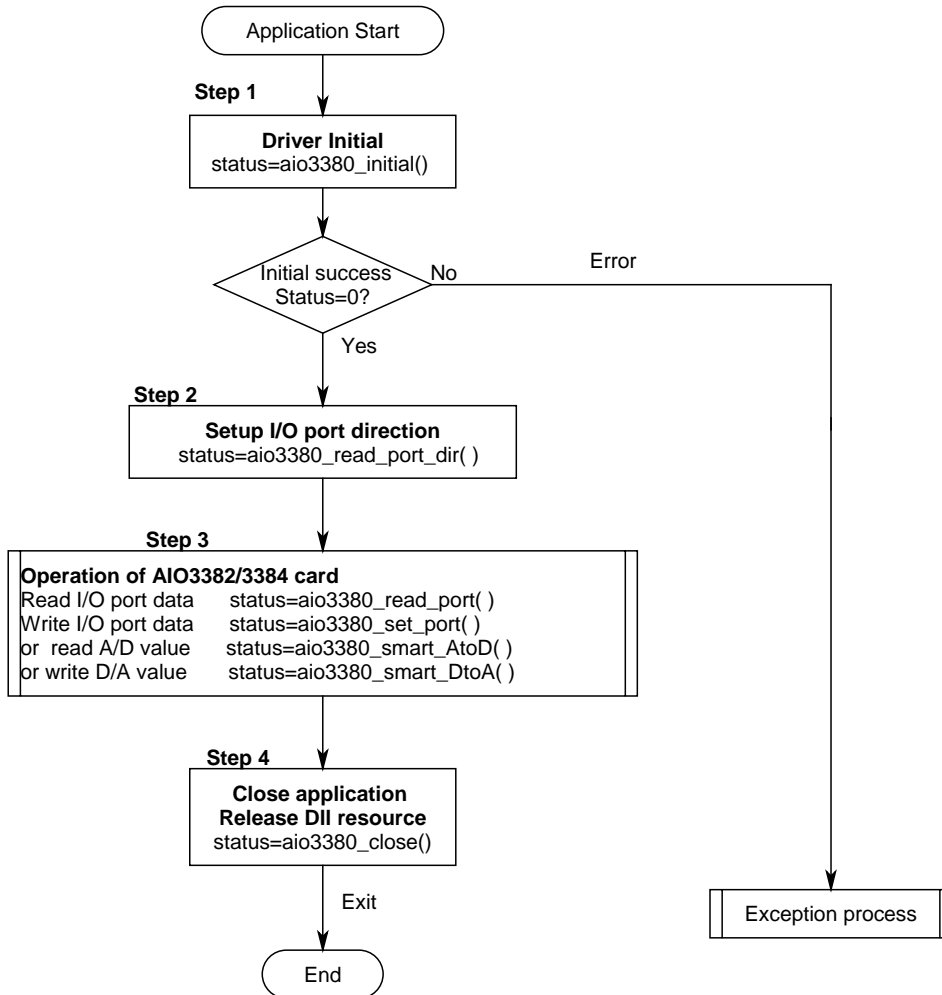 Application Start
Step 1
Driver Initial
status=aio3380_initial()
Initial success
Status=0?
No
Error
Yes
Step 2
Setup I/O port direction
status=aio3380_read_port_dir( )
Step 3
Operation of AIO3382/3384 card
Read I/O port data status=aio3380_read_port( )
Write I/O port data status=aio3380_set_port( )
or read A/D value status=aio3380_smart_AtoD( )
or write D/A value status=aio3380_smart_DtoA( )
Step 4
Close application
Release Dll resource
status=aio3380_close()
Exit
Exception process
End